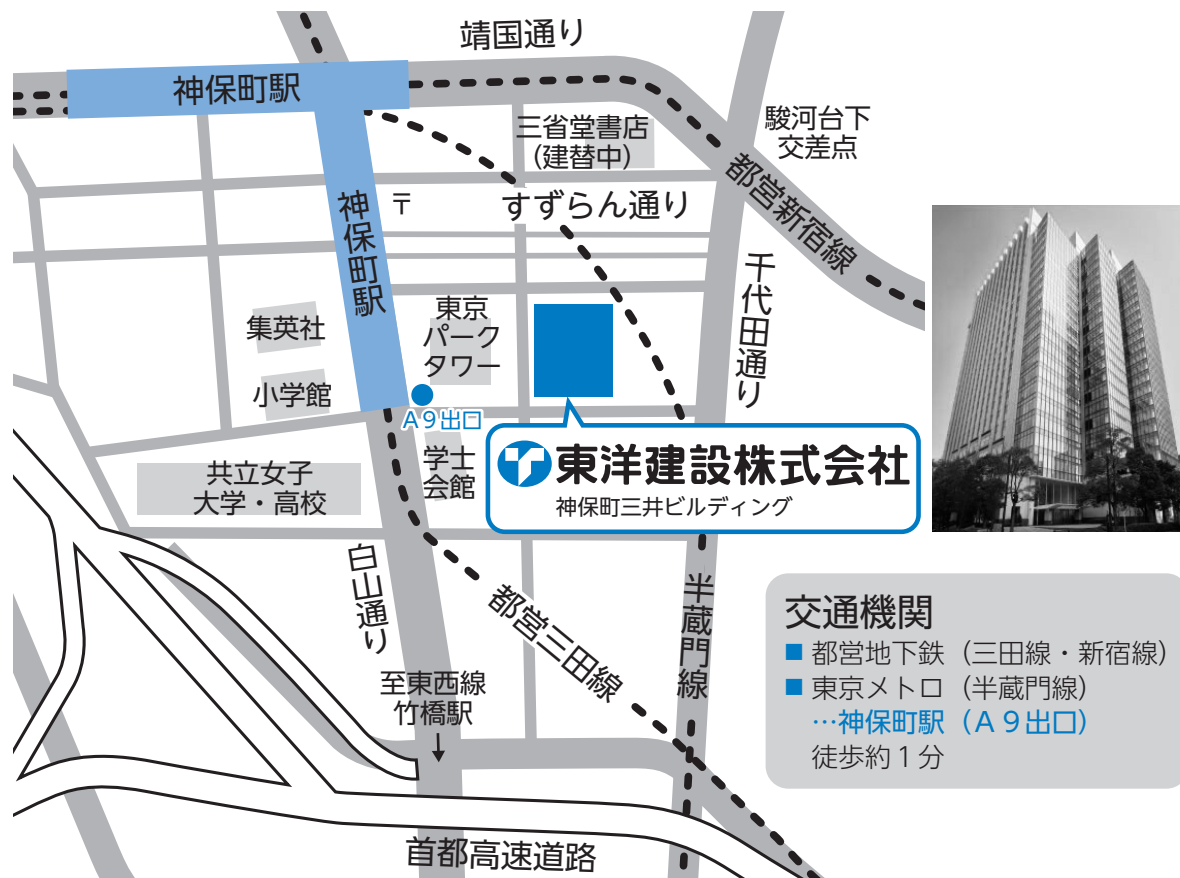 靖国通り
神保町駅
三省堂書店
(建替中)
駿河台下
交差点
都営新宿線
〒
すずらん通り
神保町駅
千代田通り
集英社
東京
パーク
タワー
小学館
A9出口
学士
会館
共立女子
大学・高校
東洋建設株式会社
神保町三井ビルディング
白山通り
都営三田線
半蔵門線
至東西線
竹橋駅
首都高速道路
交通機関
■ 都営地下鉄（三田線・新宿線）
■ 東京メトロ（半蔵門線）
…神保町駅（A９出口）
徒歩約１分